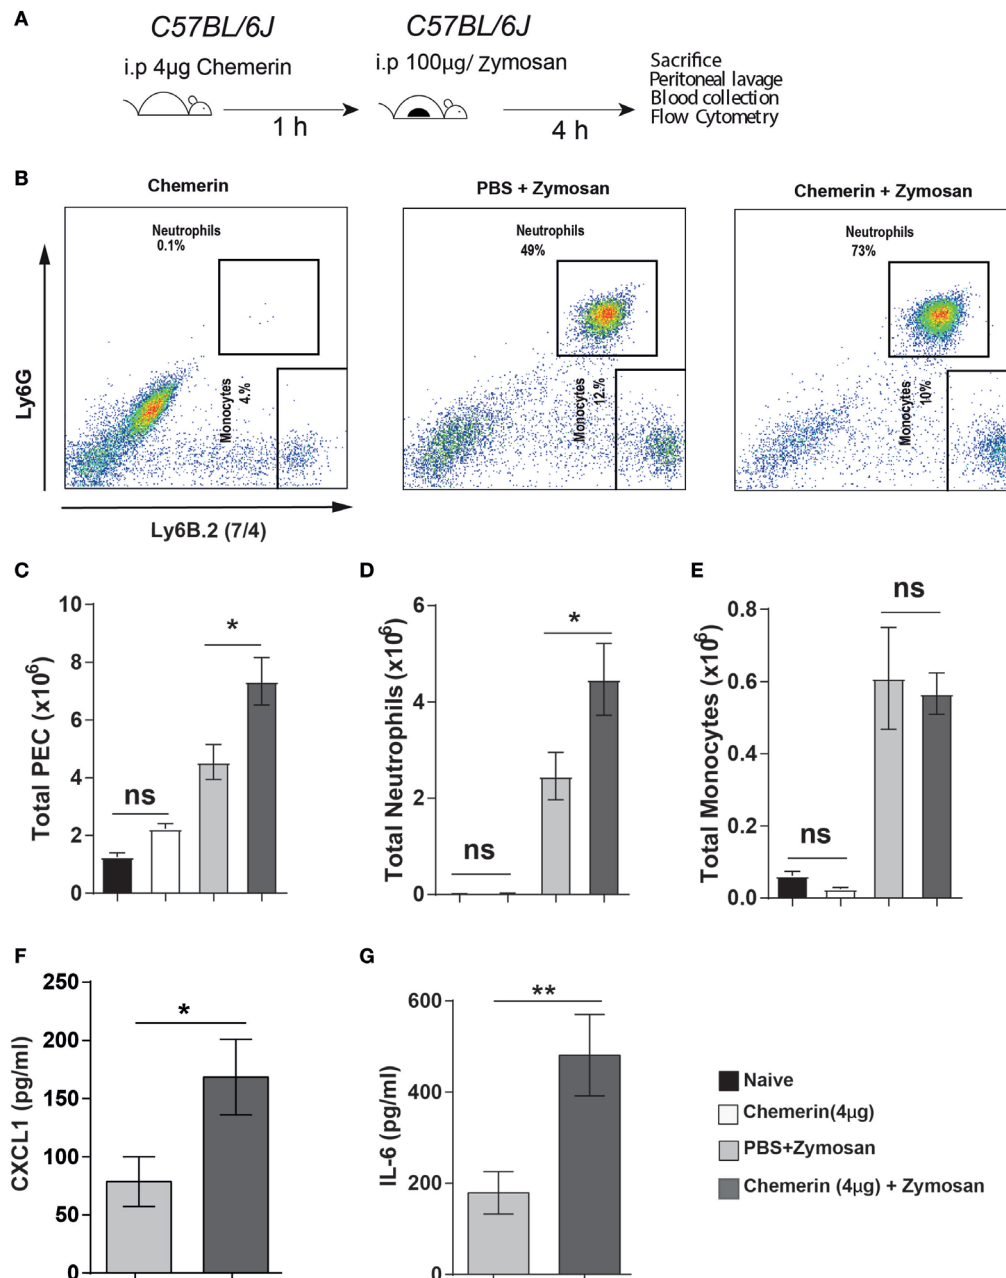 A
C57BL/6J
C57BL/6J
i.p 4µg Chemerin
i.p 100µg/ Zymosan
1 h
4 h
Sacrifice
Peritoneal lavage
Blood collection
Flow Cytometry
B
Chemerin
PBS + Zymosan
Chemerin + Zymosan
Neutrophils
0.1%
Neutrophils
49%
Neutrophils
73%
Monocytes
4.%
Monocytes
12.%
Monocytes
10%
Ly6G
Ly6B.2 (7/4)
C
10
8
6
4
2
0
Total PEC (x10⁶)
ns
*
D
6
4
2
0
Total Neutrophils (x10⁶)
ns
*
E
0.8
0.6
0.4
0.2
0.0
Total Monocytes (x10⁶)
ns
ns
F
250
200
150
100
50
0
CXCL1 (pg/ml)
*
G
600
400
200
0
IL-6 (pg/ml)
**
Naive
Chemerin(4µg)
PBS+Zymosan
Chemerin (4µg) + Zymosan